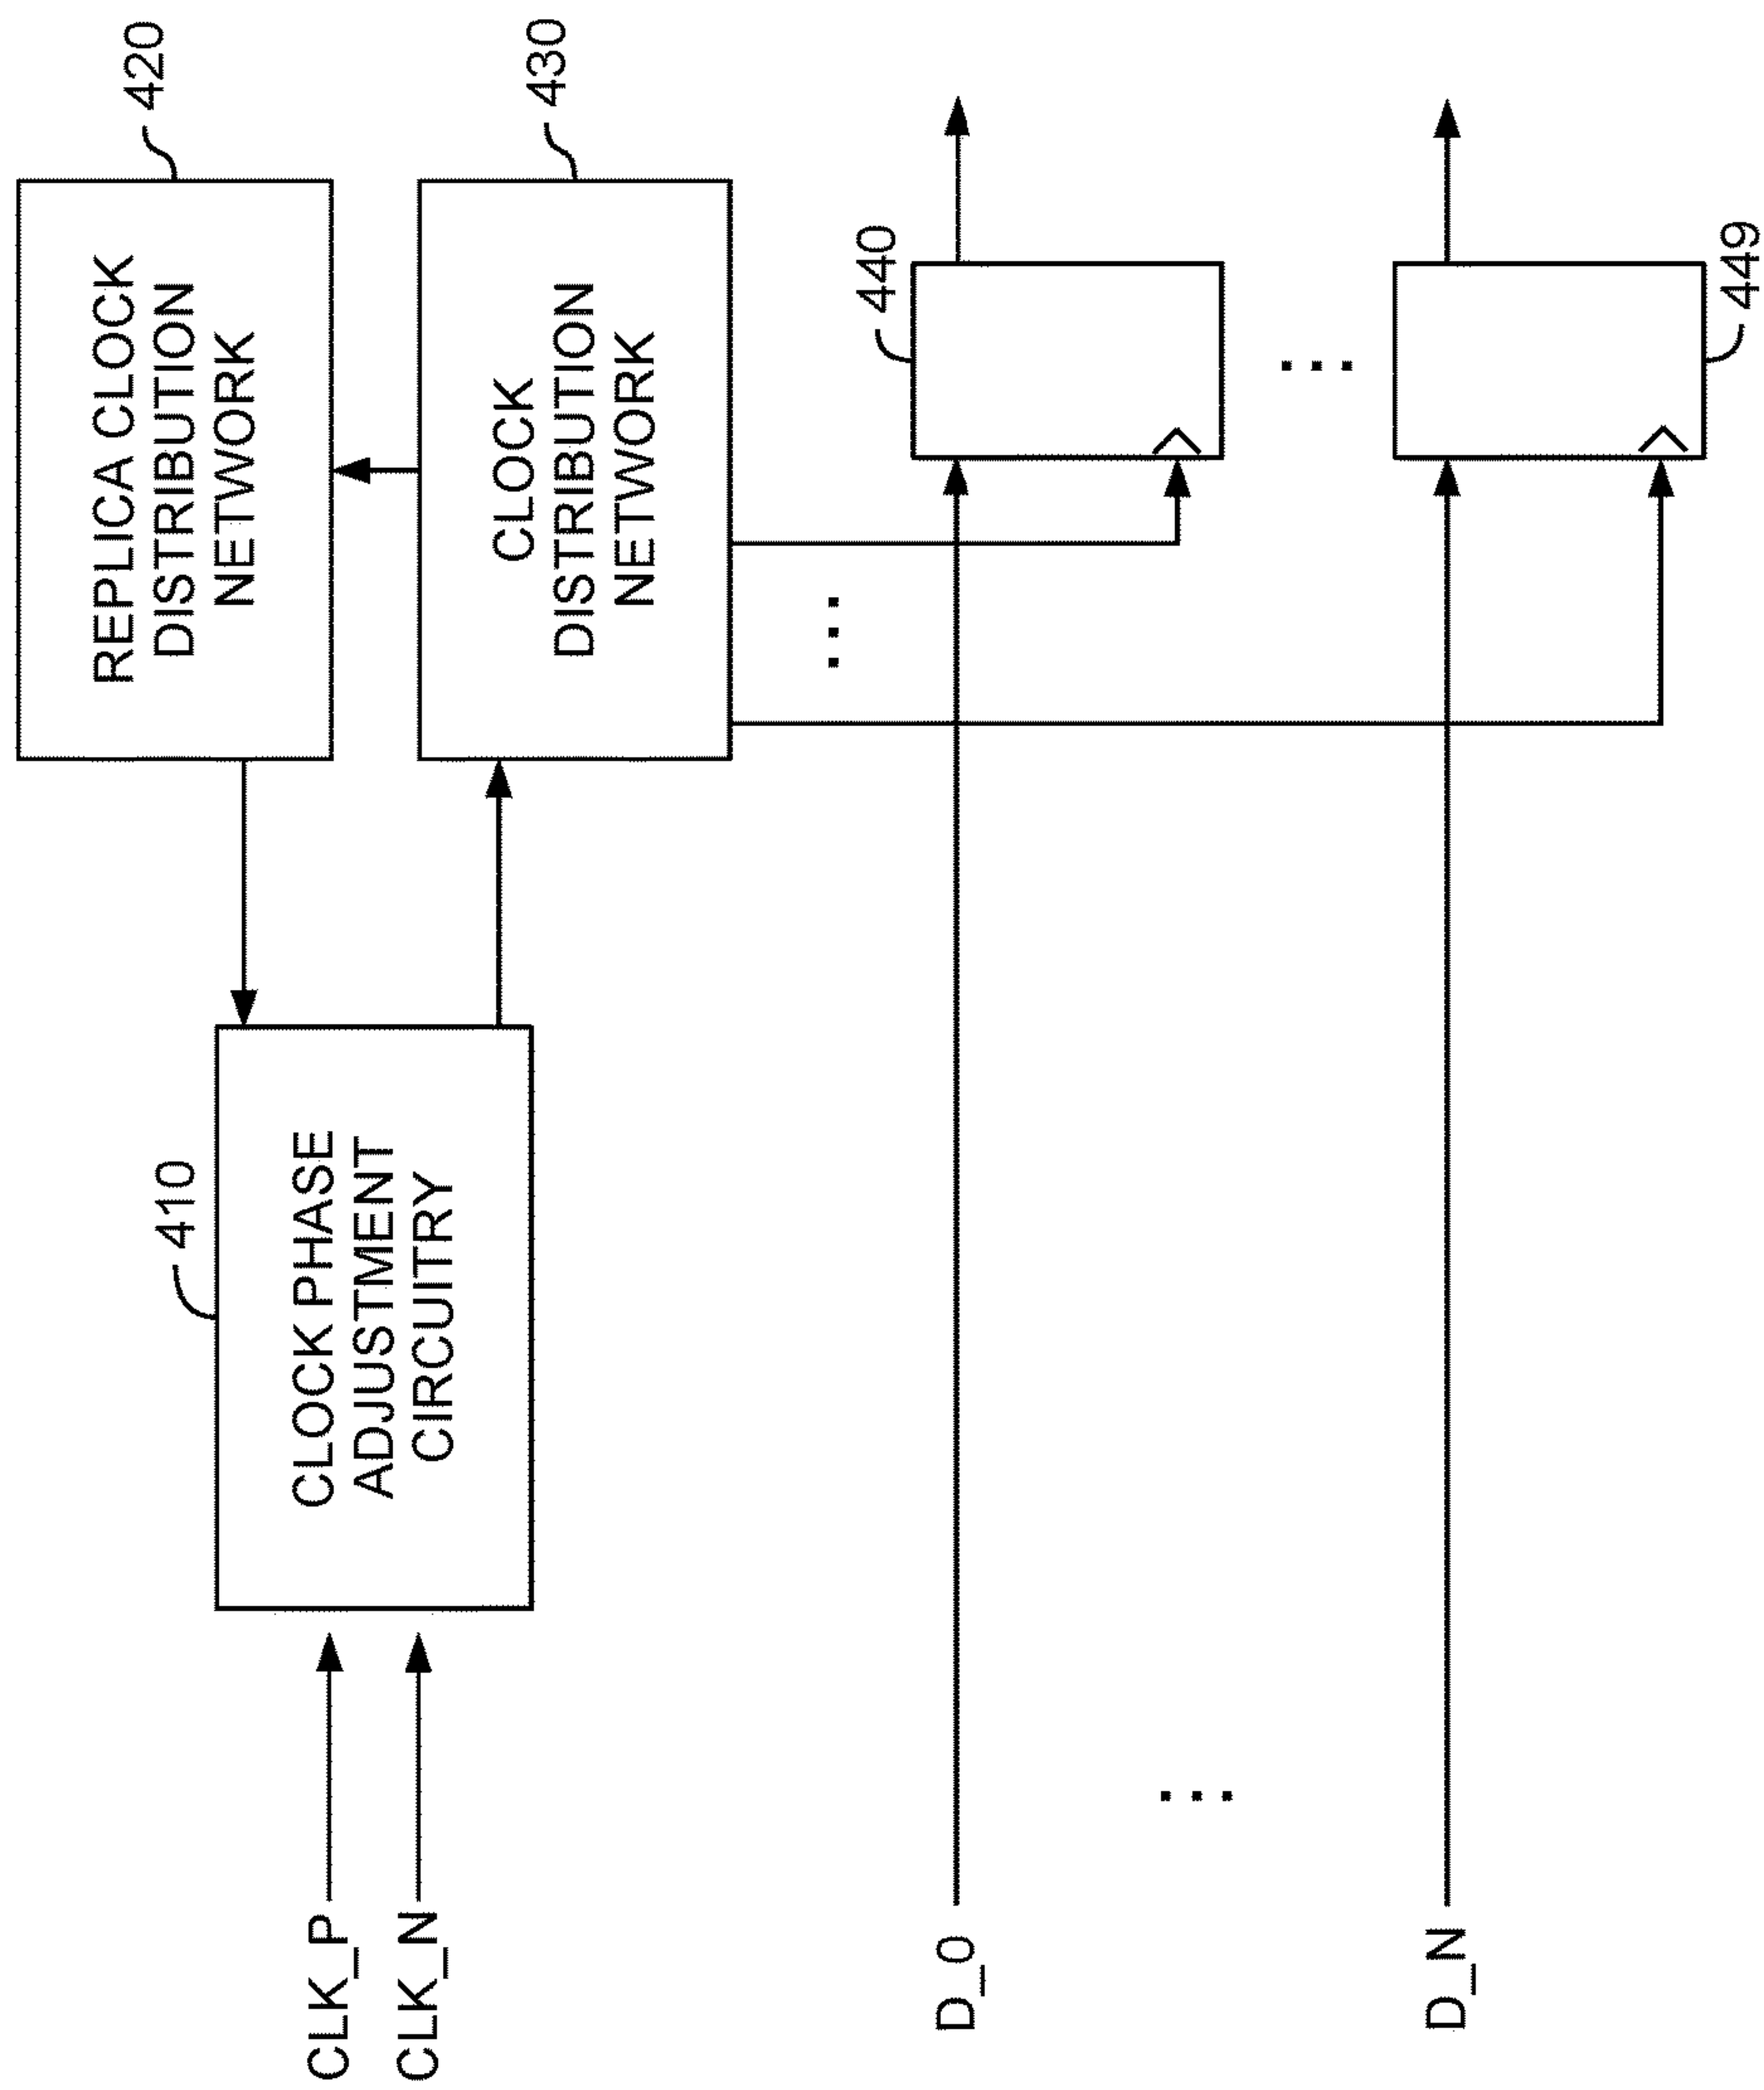 420
REPLICA CLOCK
DISTRIBUTION
NETWORK
410
CLOCK PHASE
ADJUSTMENT
CIRCUITRY
430
CLOCK
DISTRIBUTION
NETWORK
CLK_P
CLK_N
440
D_0
...
449
D_N